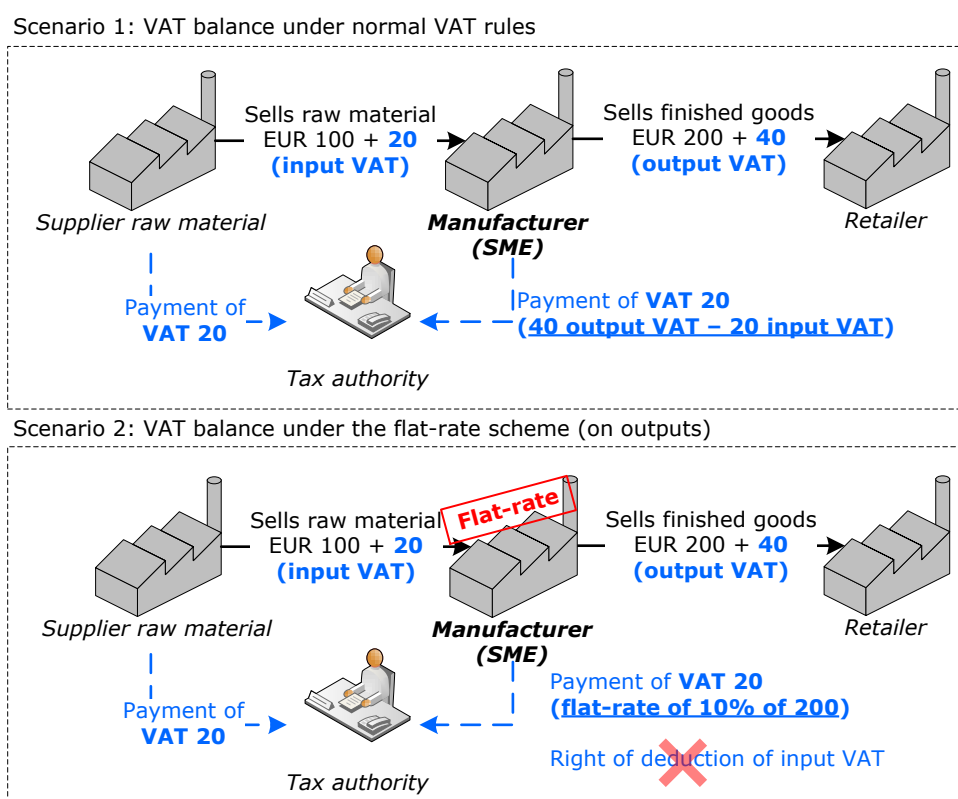 Scenario 1: VAT balance under normal VAT rules
Sells raw material
EUR 100 + 20
(input VAT)
Sells finished goods
EUR 200 + 40
(output VAT)
Supplier raw material
Manufacturer
(SME)
Retailer
Payment of
VAT 20
Payment of VAT 20
(40 output VAT – 20 input VAT)
Tax authority
Scenario 2: VAT balance under the flat-rate scheme (on outputs)
Sells raw material
EUR 100 + 20
(input VAT)
Flat-rate
Sells finished goods
EUR 200 + 40
(output VAT)
Supplier raw material
Manufacturer
(SME)
Retailer
Payment of
VAT 20
Payment of VAT 20
(flat-rate of 10% of 200)
Right of deduction of input VAT
Tax authority